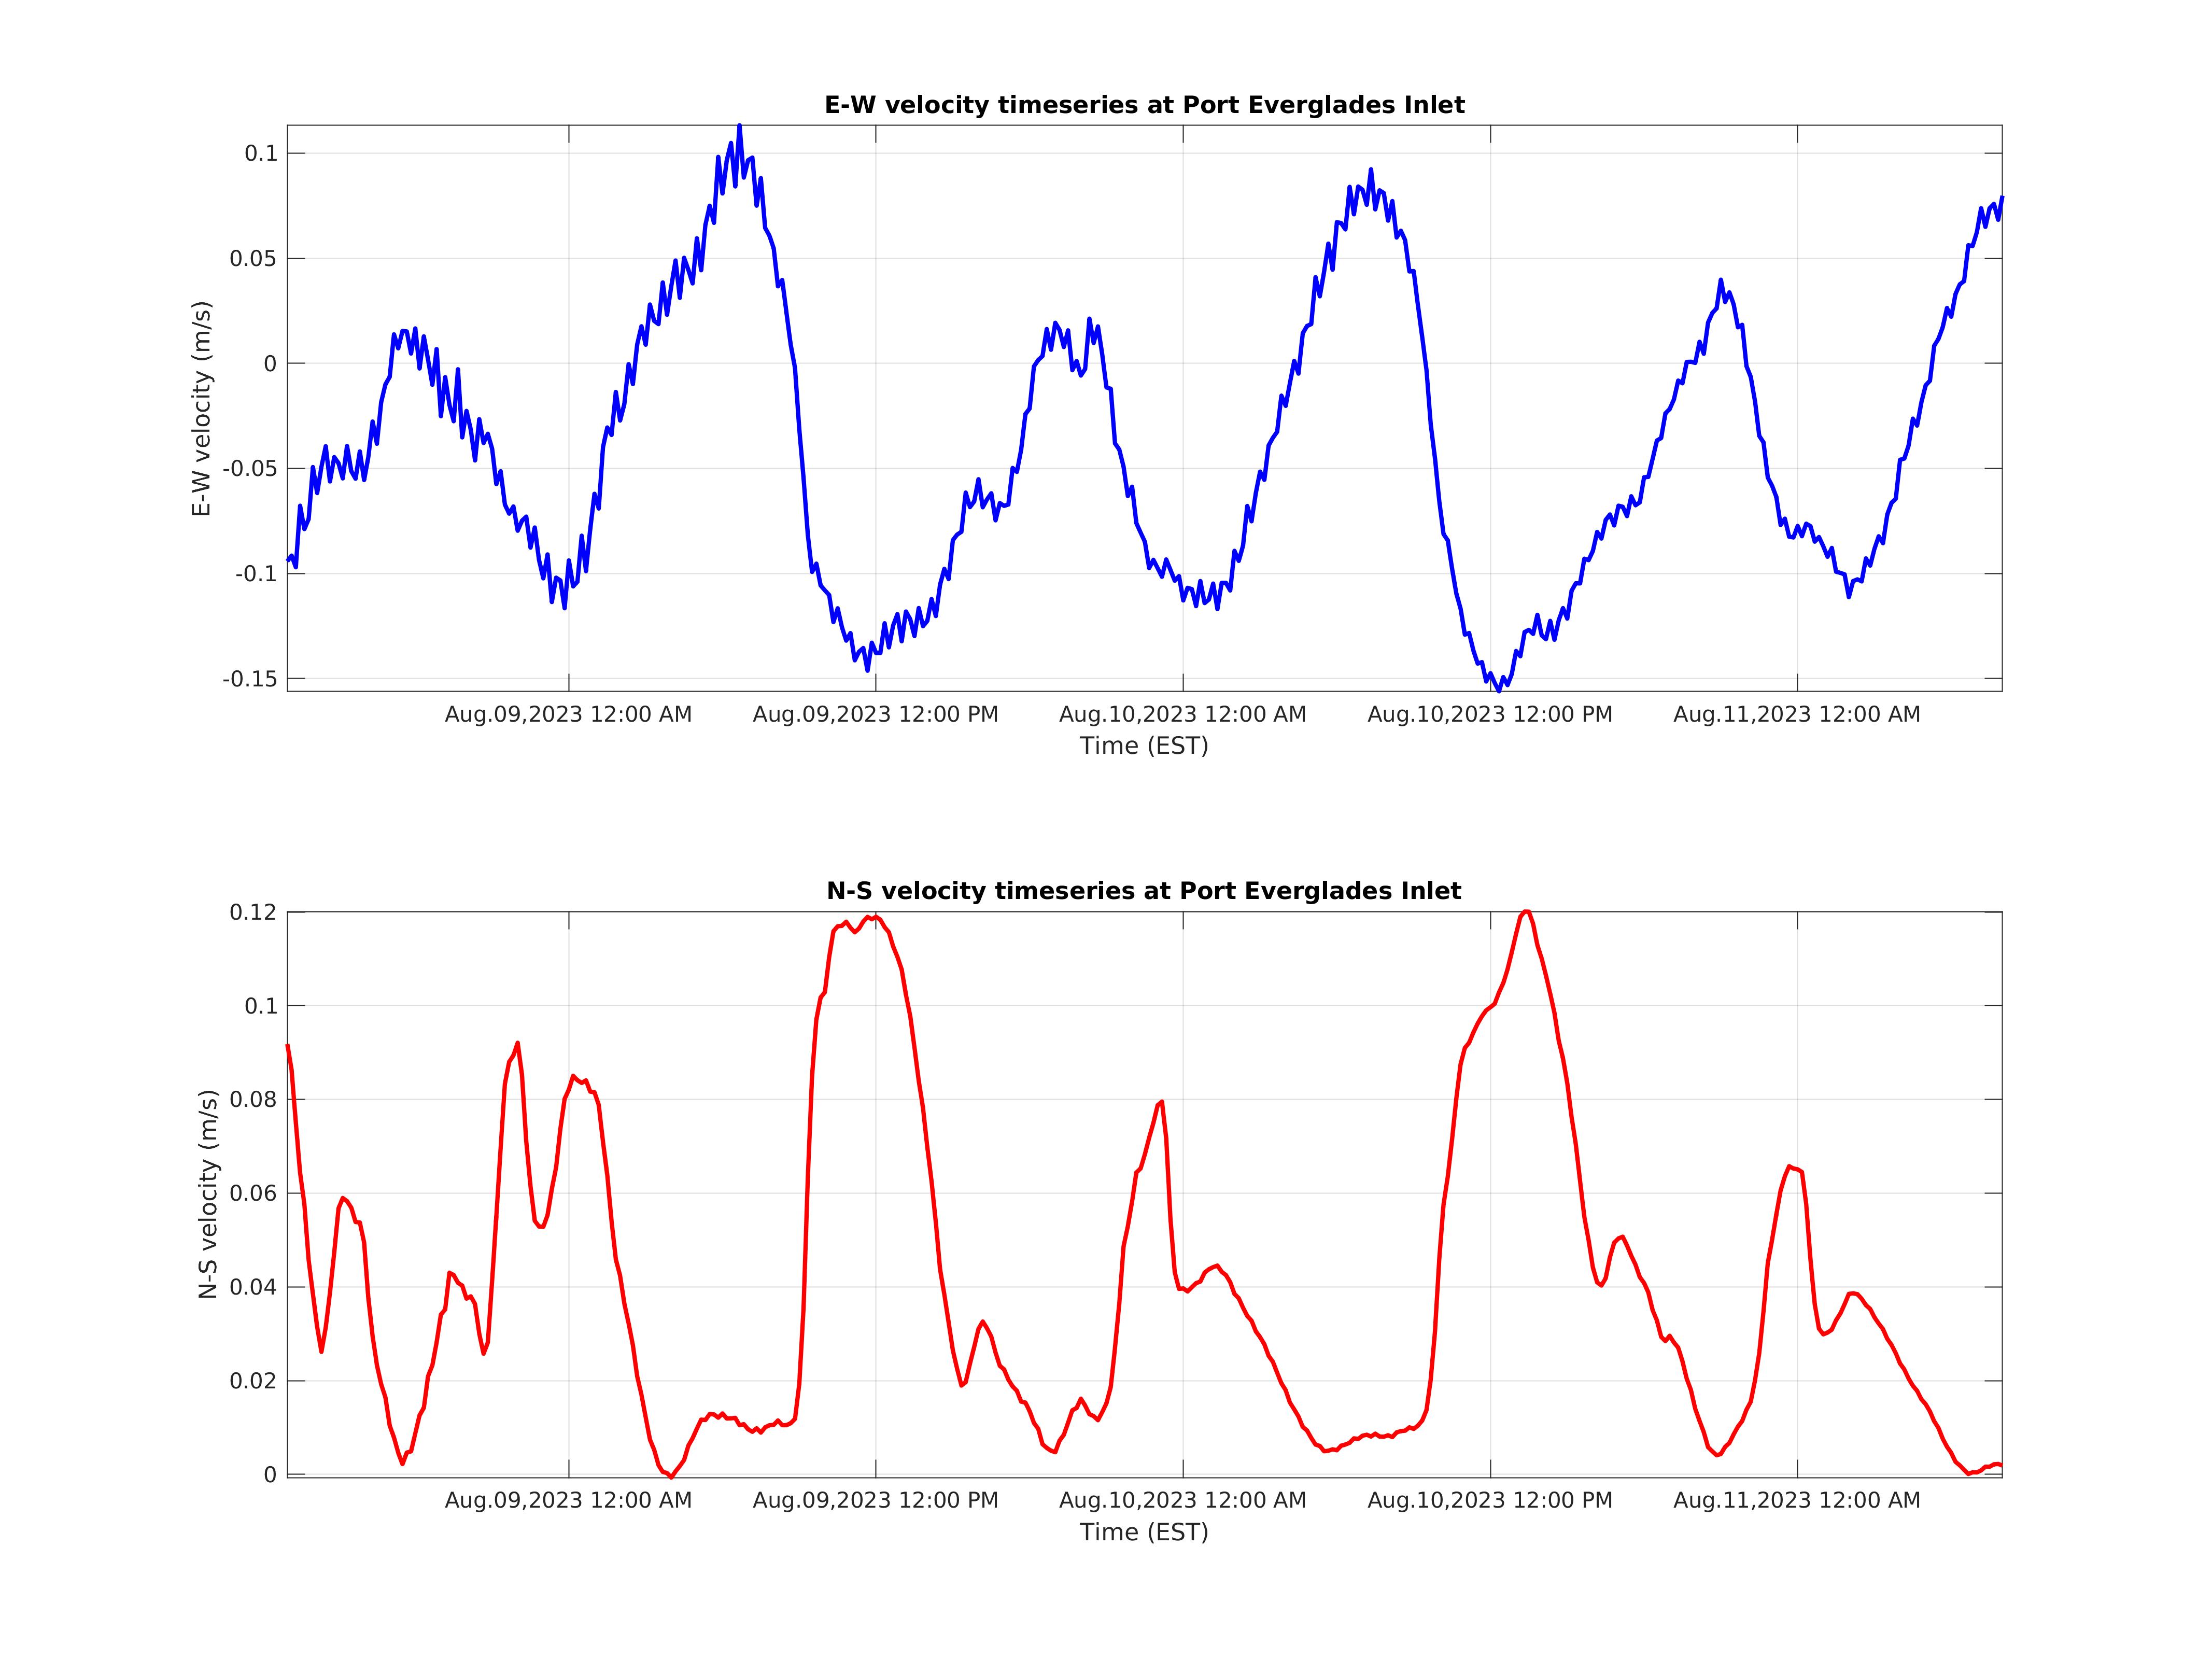 E-W velocity timeseries at Port Everglades Inlet
E-W velocity (m/s)
0.1
0.05
0
-0.05
-0.1
-0.15
Aug.09,2023 12:00 AM
Aug.09,2023 12:00 PM
Aug.10,2023 12:00 AM
Aug.10,2023 12:00 PM
Aug.11,2023 12:00 AM
Time (EST)
N-S velocity timeseries at Port Everglades Inlet
N-S velocity (m/s)
0.12
0.1
0.08
0.06
0.04
0.02
0
Aug.09,2023 12:00 AM
Aug.09,2023 12:00 PM
Aug.10,2023 12:00 AM
Aug.10,2023 12:00 PM
Aug.11,2023 12:00 AM
Time (EST)